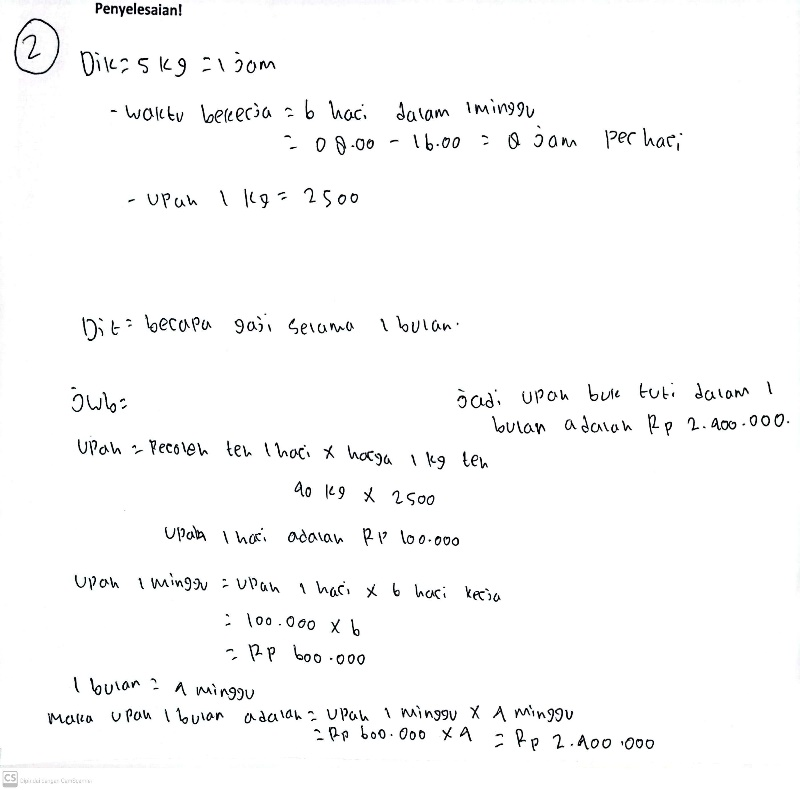 Penyelesaian!
2
Dik = 5 kg = 1 jam
- waktu bekerja = 6 hari dalam 1 minggu
= 08.00 - 16.00 = 8 jam per hari
- upah 1 kg = 2500
Dit = berapa gaji selama 1 bulan.
jwb =
Upah = Peroleh teh 1 hari x harga 1 kg teh
40 kg x 2500
upah 1 hari adalah RP 100.000
upah 1 minggu = upah 1 hari x 6 hari kerja
= 100.000 x 6
= RP 600.000
1 bulan = 4 minggu
maka upah 1 bulan adalah = upah 1 minggu x 4 minggu
= Rp 600.000 x 4 = Rp 2.400.000
jadi upah buk tuti dalam 1
bulan adalah Rp 2.400.000.
CS